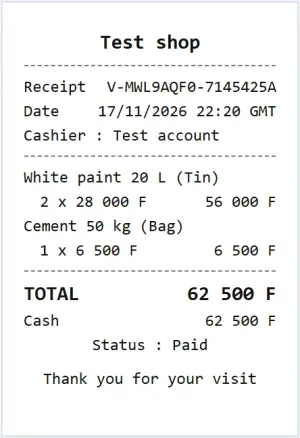 Test shop
Receipt V-MWL9AQF0-7145425A
Date 17/11/2026 22:20 GMT
Cashier : Test account
White paint 20 L (Tin)
2 x 28 000 F 56 000 F
Cement 50 kg (Bag)
1 x 6 500 F 6 500 F
TOTAL 62 500 F
Cash 62 500 F
Status : Paid
Thank you for your visit